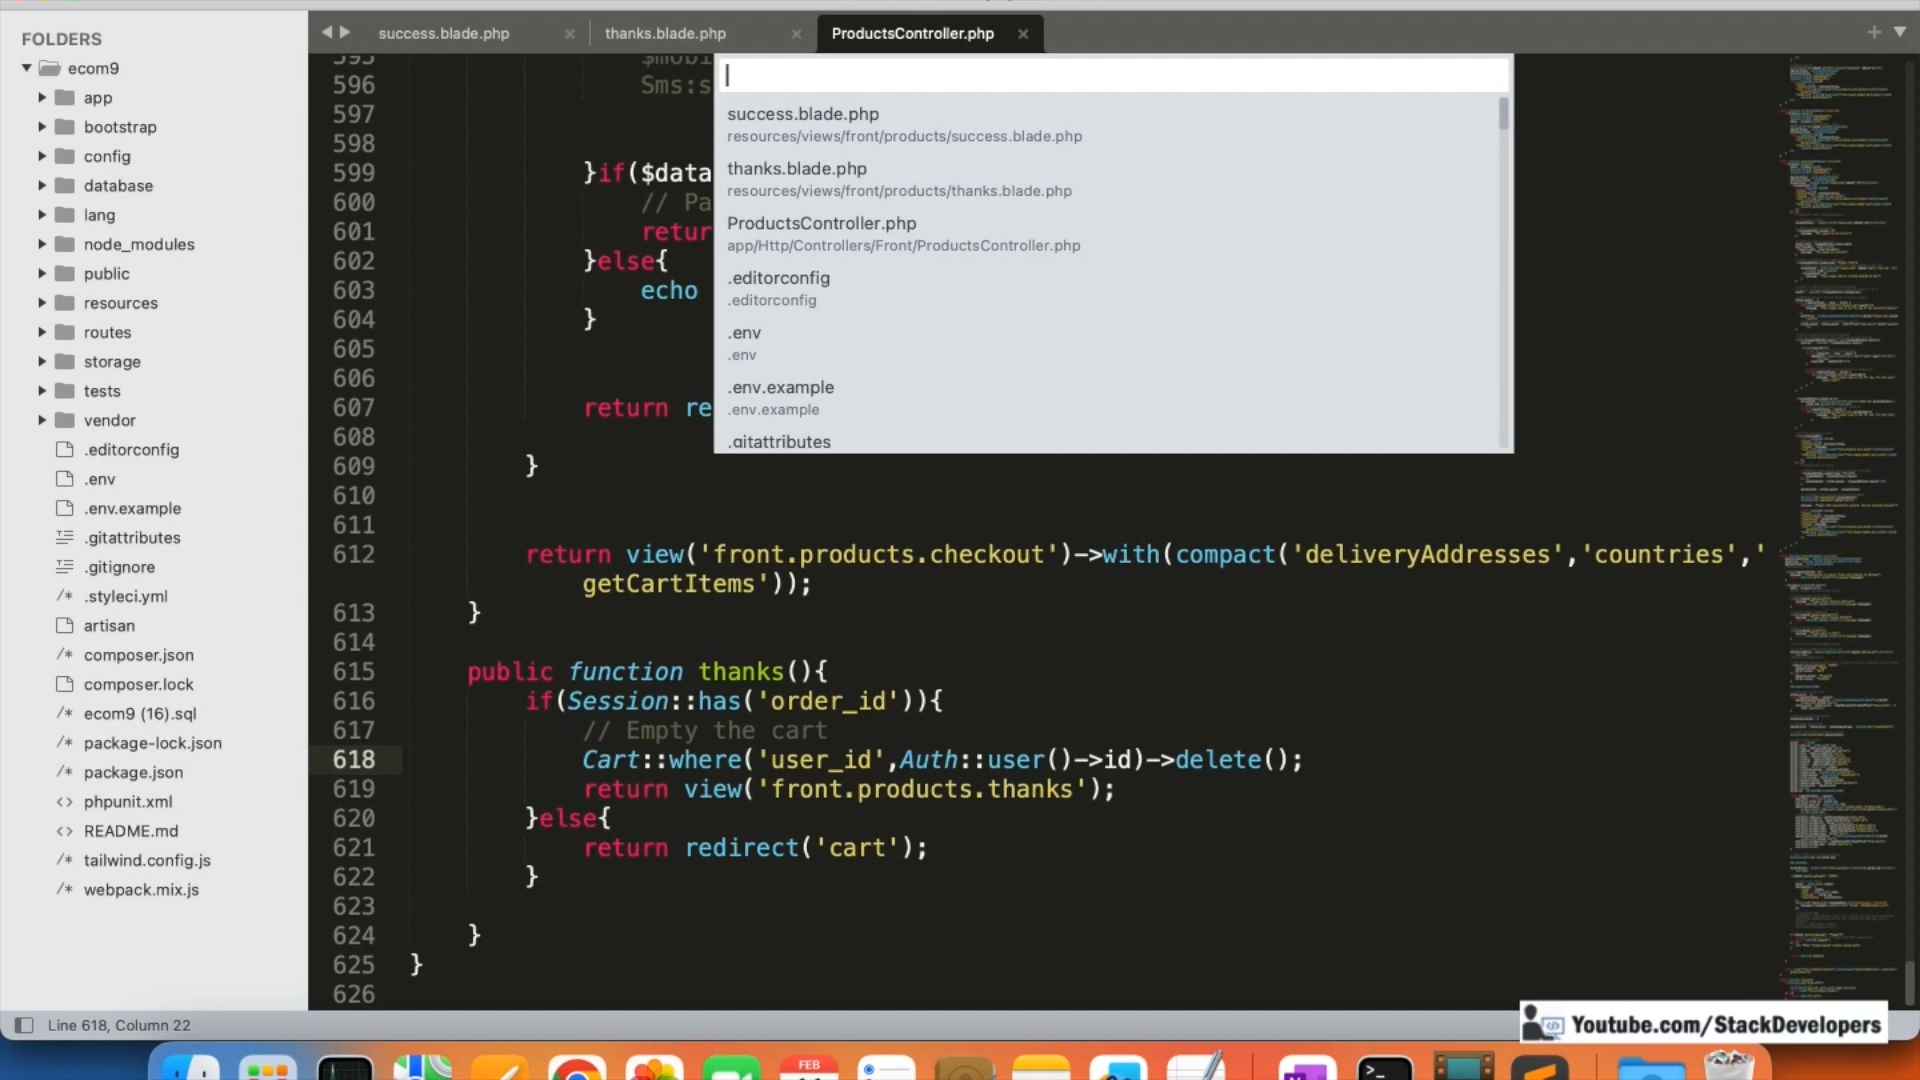 FOLDERS
ecom9
app
bootstrap
config
database
lang
node_modules
public
resources
routes
storage
tests
vendor
.editorconfig
.env
.env.example
.gitattributes
.gitignore
/* .styleci.yml
artisan
/* composer.json
composer.lock
/* ecom9 (16).sql
/* package-lock.json
/* package.json
<> phpunit.xml
<> README.md
/* tailwind.config.js
/* webpack.mix.js
success.blade.php
thanks.blade.php
ProductsController.php
success.blade.php
resources/views/front/products/success.blade.php
thanks.blade.php
resources/views/front/products/thanks.blade.php
ProductsController.php
app/Http/Controllers/Front/ProductsController.php
.editorconfig
.editorconfig
.env
.env
.env.example
.env.example
.gitattributes
595 $mobi
596 Sms:s
597
598
599 }if($data
600 // Pa
601 retur
602 }else{
603 echo
604 }
605
606
607 return re
608
609 }
610
611
612 return view('front.products.checkout')->with(compact('deliveryAddresses','countries','
getCartItems'));
613 }
614
615 public function thanks(){
616 if(Session::has('order_id')){
617 // Empty the cart
618 Cart::where('user_id',Auth::user()->id)->delete();
619 return view('front.products.thanks');
620 }else{
621 return redirect('cart');
622 }
623
624 }
625 }
626
Line 618, Column 22
Youtube.com/StackDevelopers
FEB